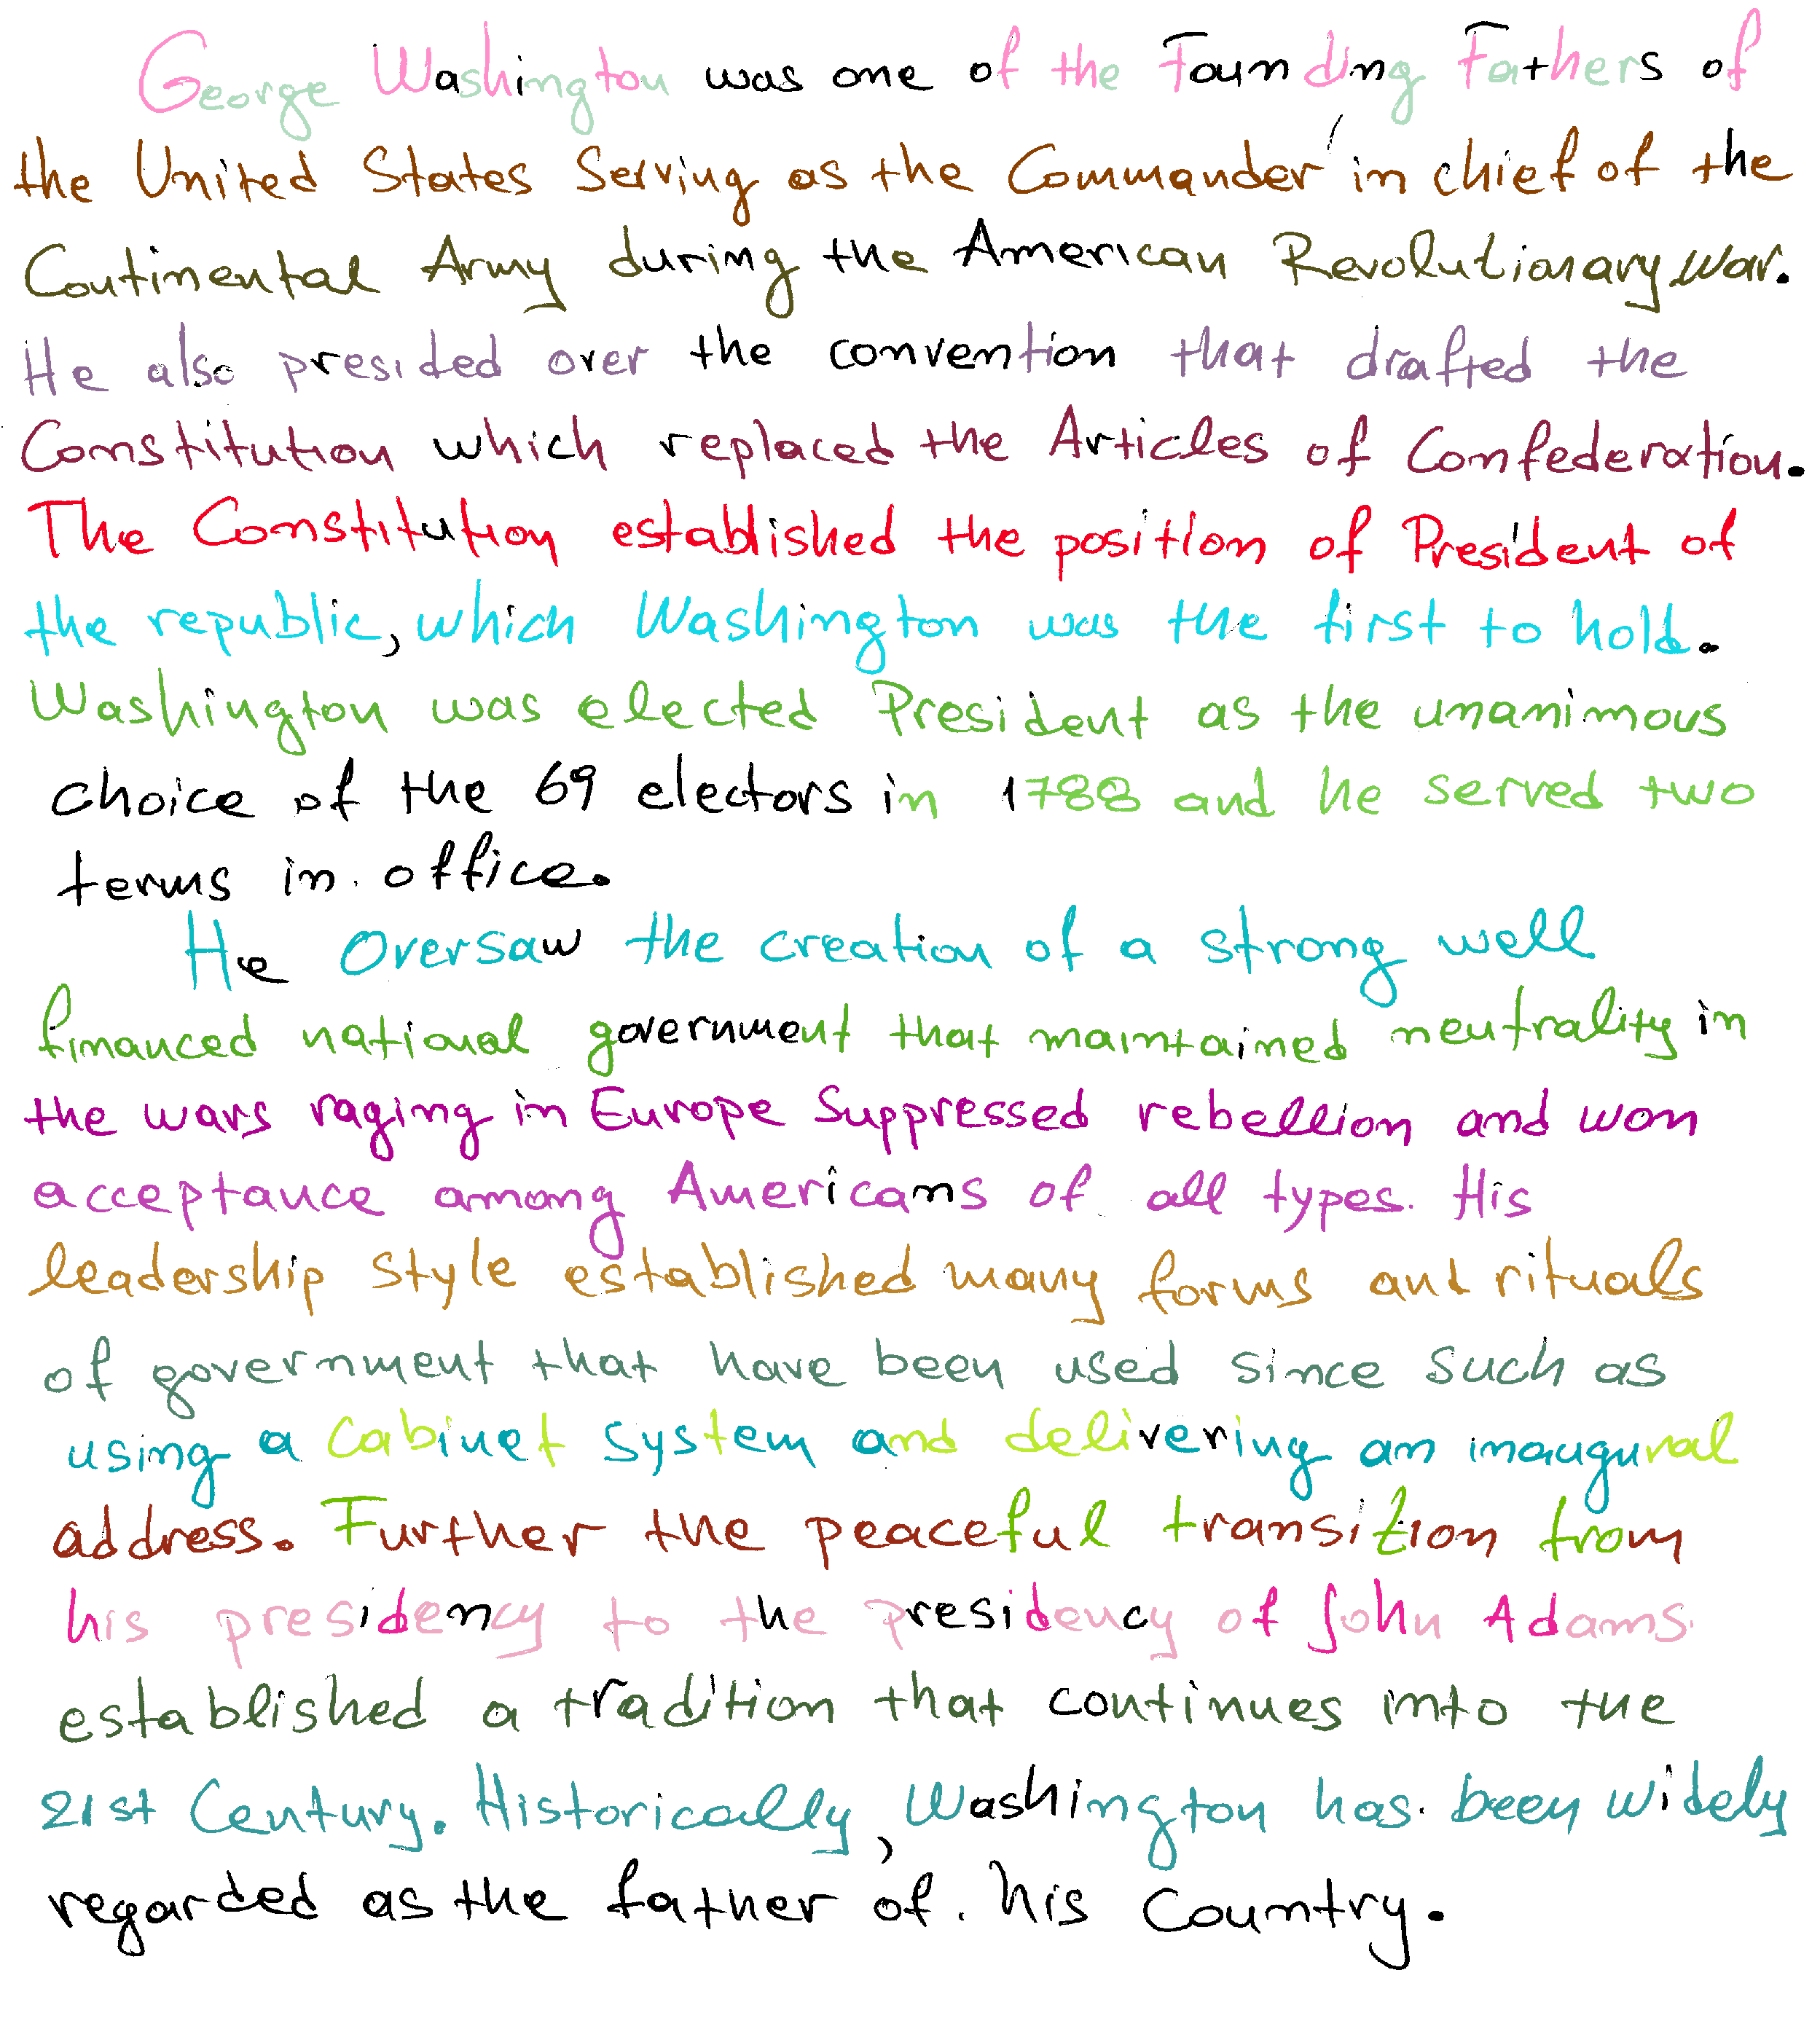 George Washington was one of the Founding Fathers of
the United States Serving as the Commander in chief of the
Continental Army during the American Revolutionary war.
He also presided over the convention that drafted the
Constitution which replaced the Articles of Confederation.
The Constitution established the position of President of
the republic, which Washington was the first to hold.
Washington was elected President as the unanimous
choice of the 69 electors in 1788 and he served two
terms in office.
He Oversaw the creation of a strong well
financed national government that maintained neutrality in
the wars raging in Europe Suppressed rebellion and won
acceptance among Americans of all types. His
leadership style established many forms and rituals
of government that have been used since such as
using a Cabinet system and delivering an inaugural
address. Further the peaceful transition from
his presidency to the presidency of John Adams.
established a tradition that continues into the
21st Century. Historically, Washington has been widely
regarded as the father of his Country.